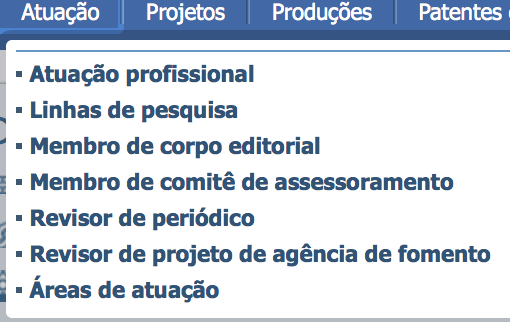 Atuação Projetos Produções Patentes
Atuação profissional
Linhas de pesquisa
Membro de corpo editorial
Membro de comitê de assessoramento
Revisor de periódico
Revisor de projeto de agência de fomento
Áreas de atuação